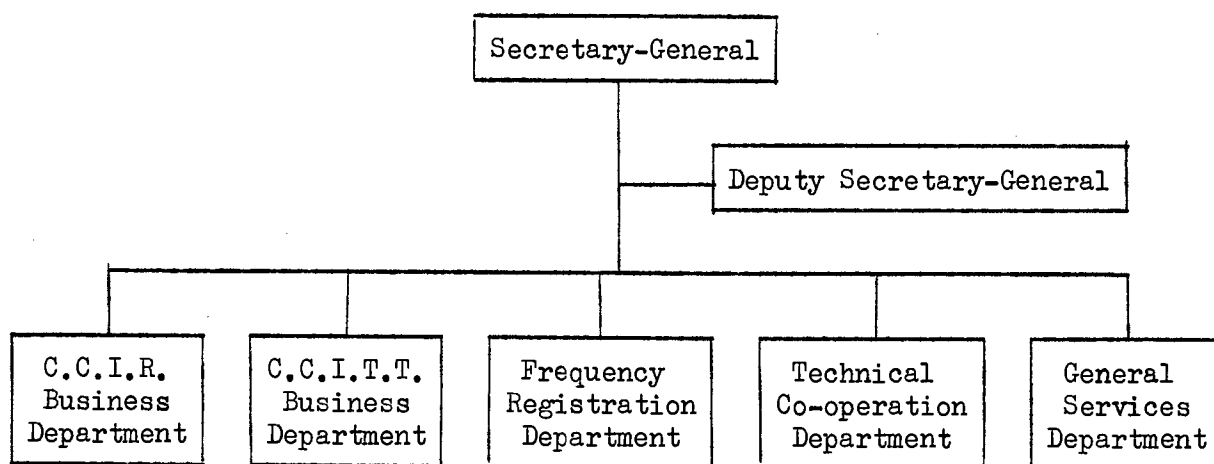 Secretary-General
Deputy Secretary-General
C.C.I.R.
Business
Department
C.C.I.T.T.
Business
Department
Frequency
Registration
Department
Technical
Co-operation
Department
General
Services
Department